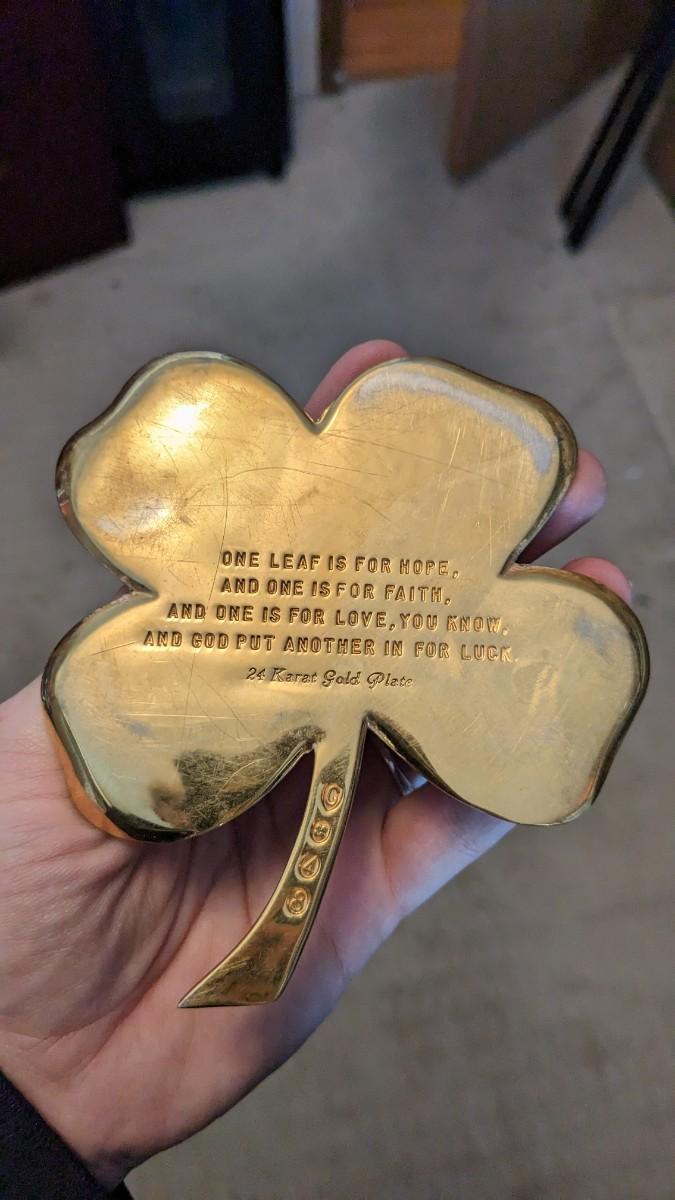 ONE LEAF IS FOR HOPE,
AND ONE IS FOR FAITH,
AND ONE IS FOR LOVE, YOU KNOW,
AND GOD PUT ANOTHER IN FOR LUCK.
24 Karat Gold Plate